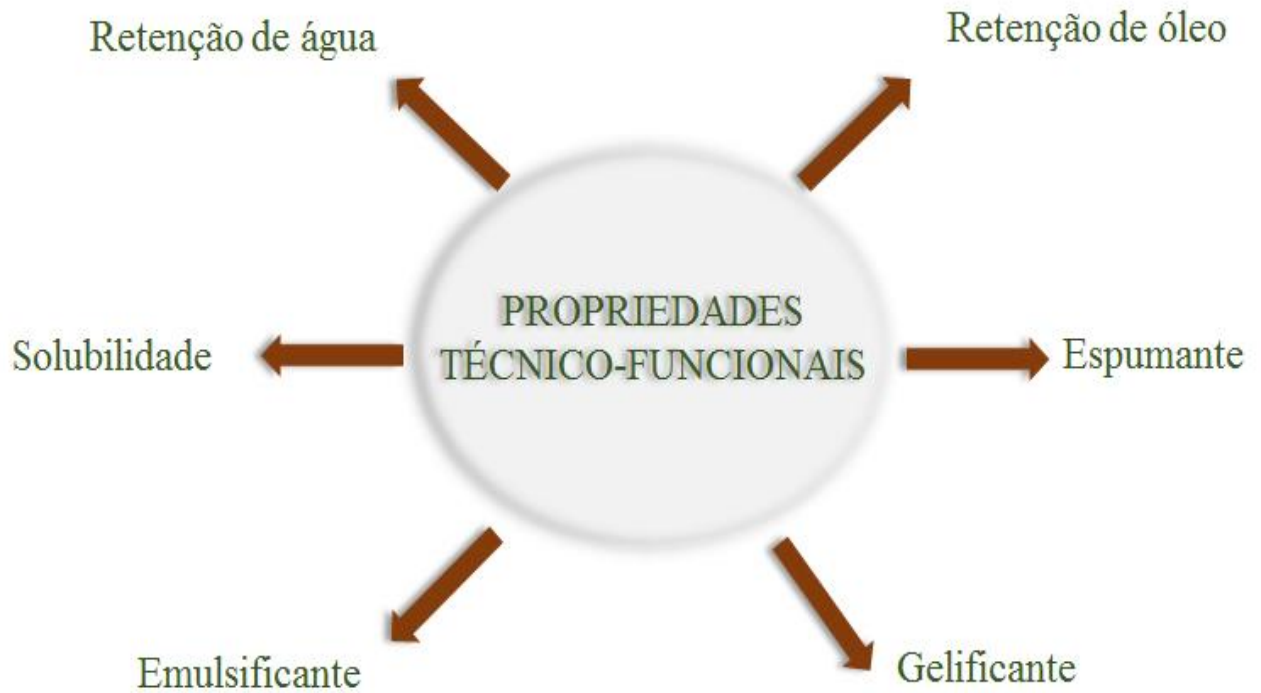 Retenção de água
Retenção de óleo
PROPRIEDADES
TÉCNICO-FUNCIONAIS
Solubilidade
Espumante
Emulsificante
Gelificante